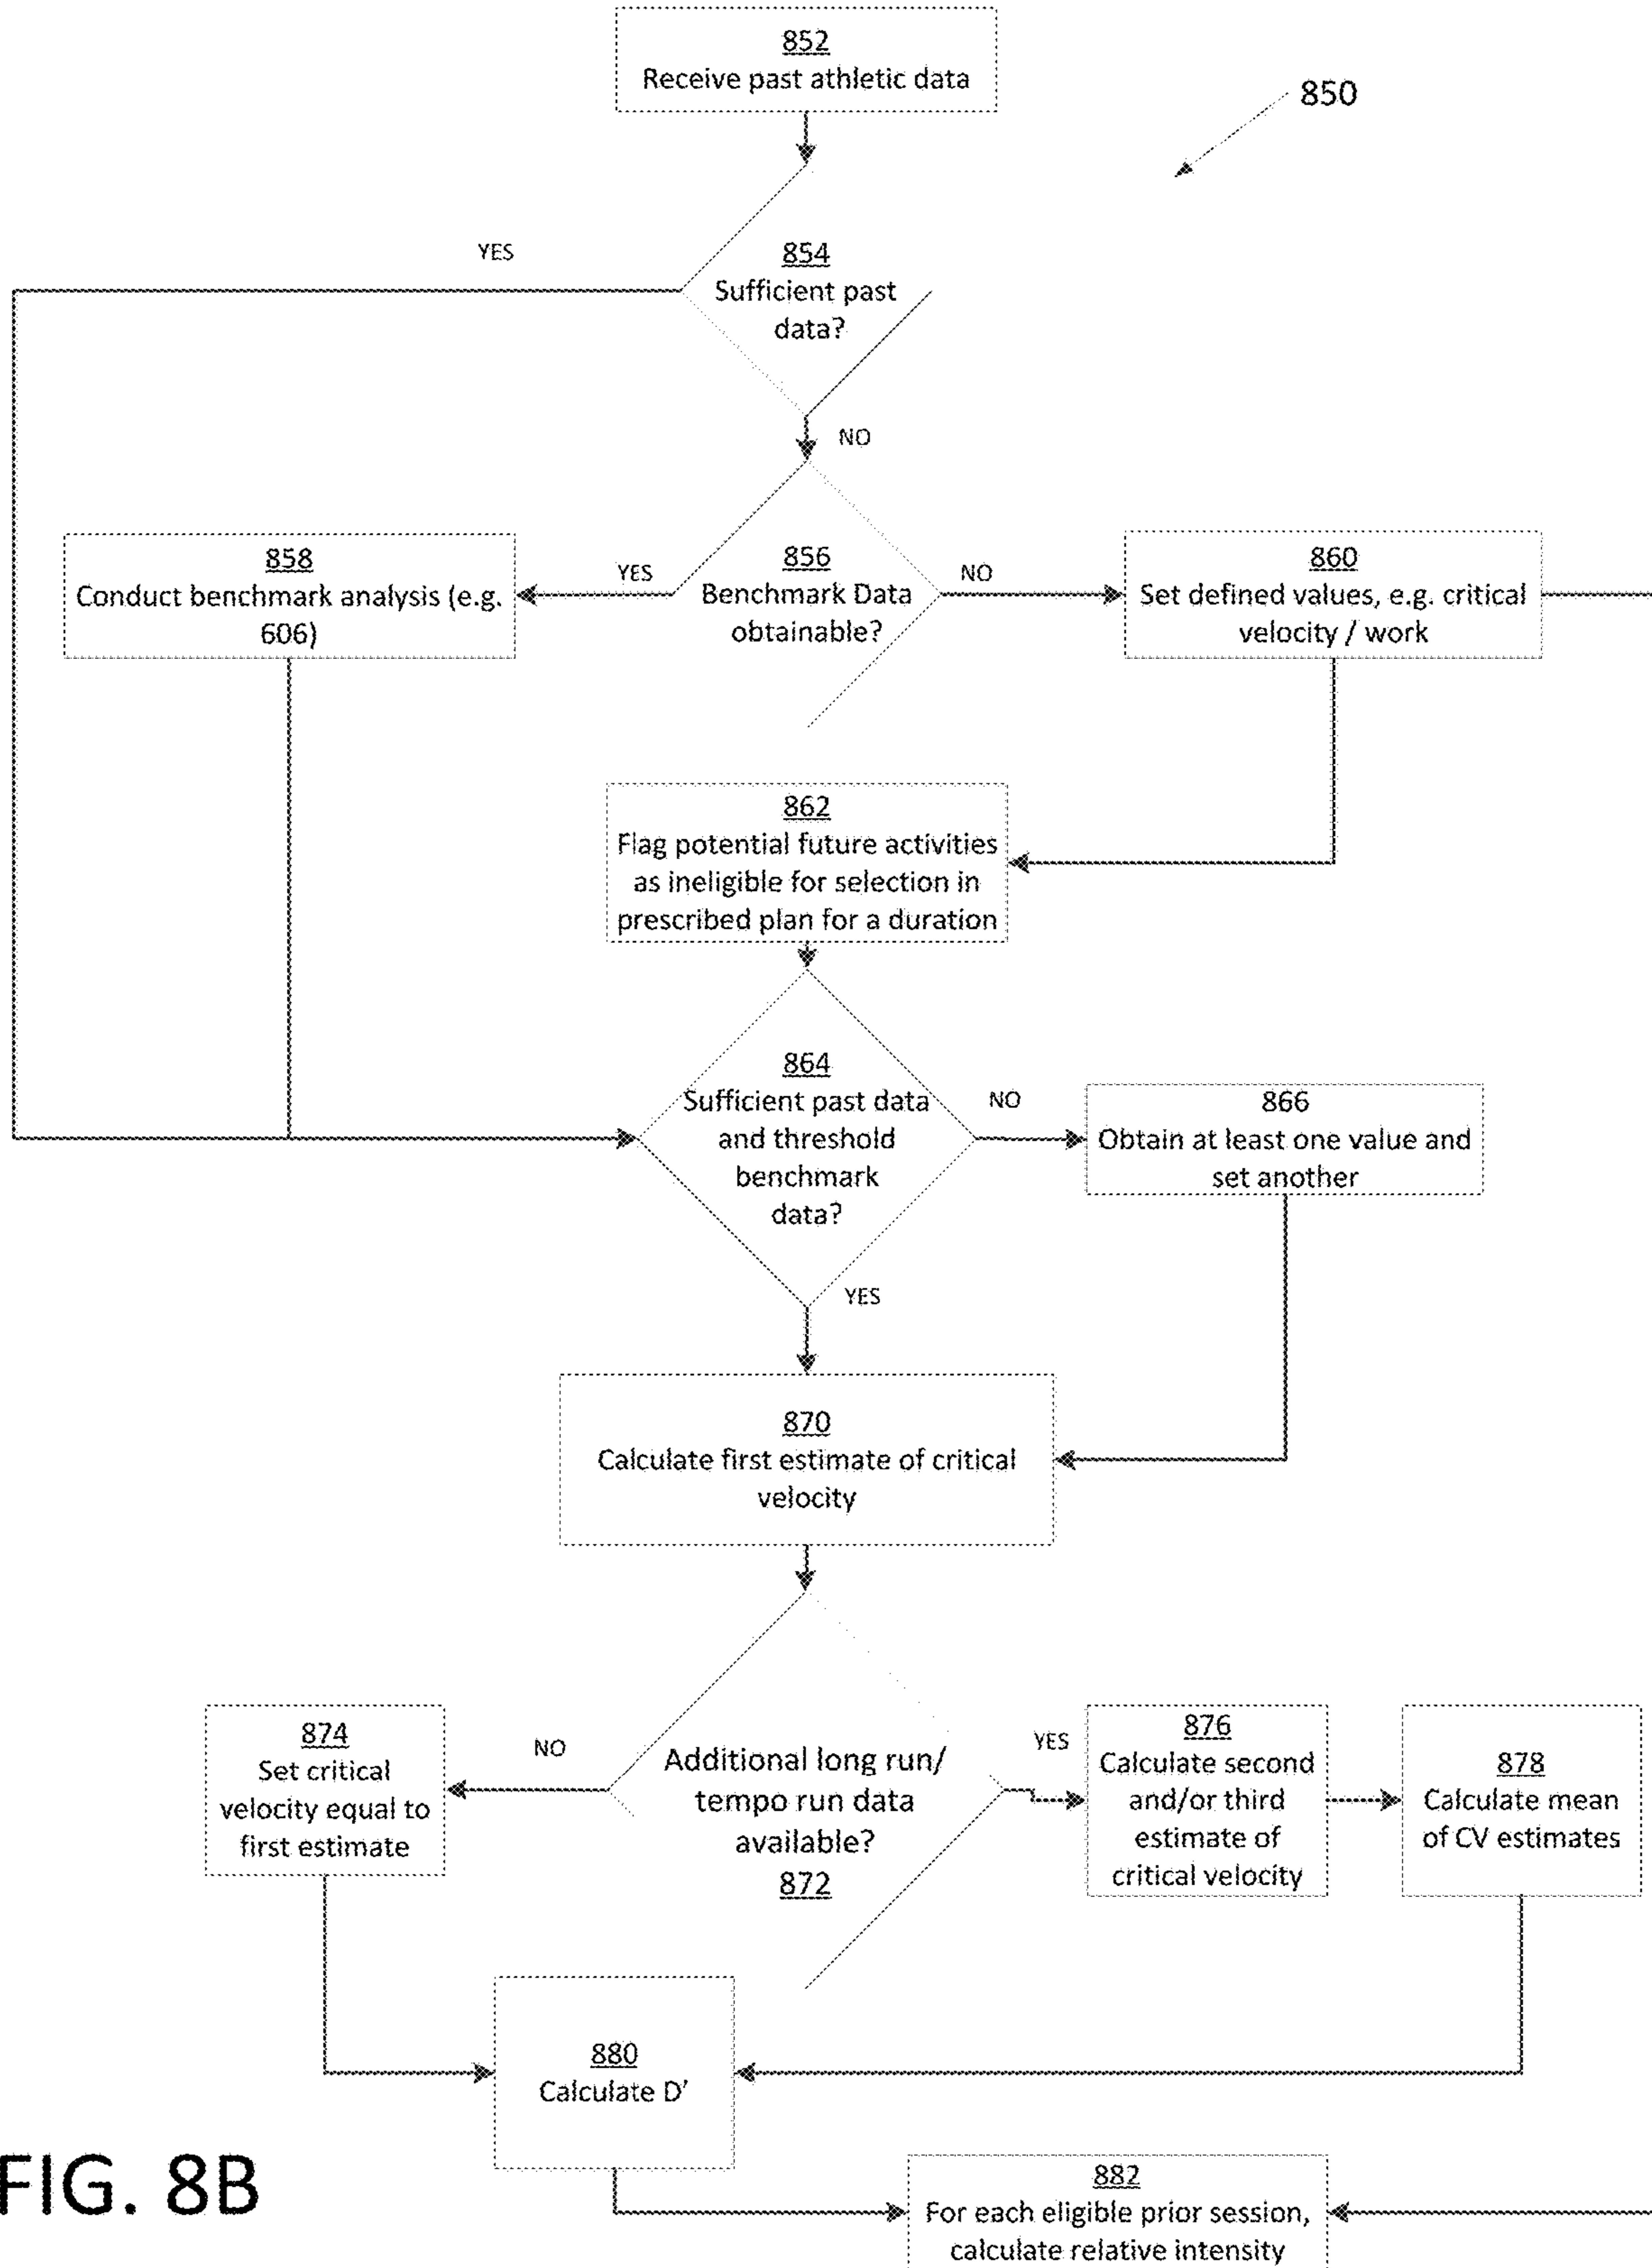 852
Receive past athletic data
850
YES
854
Sufficient past
data?
NO
858
Conduct benchmark analysis (e.g.
606)
YES
856
Benchmark Data
obtainable?
NO
860
Set defined values, e.g. critical
velocity / work
862
Flag potential future activities
as ineligible for selection in
prescribed plan for a duration
864
Sufficient past data
and threshold
benchmark
data?
NO
866
Obtain at least one value and
set another
YES
870
Calculate first estimate of critical
velocity
874
Set critical
velocity equal to
first estimate
NO
Additional long run/
tempo run data
available?
872
YES
876
Calculate second
and/or third
estimate of
critical velocity
878
Calculate mean
of CV estimates
880
Calculate D'
FIG. 8B
882
For each eligible prior session,
calculate relative intensity